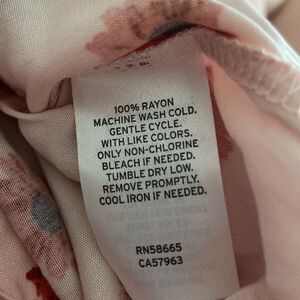 100% RAYON
MACHINE WASH COLD.
GENTLE CYCLE.
WITH LIKE COLORS.
ONLY NON-CHLORINE
BLEACH IF NEEDED.
TUMBLE DRY LOW.
REMOVE PROMPTLY.
COOL IRON IF NEEDED.
RN58665
CA57963